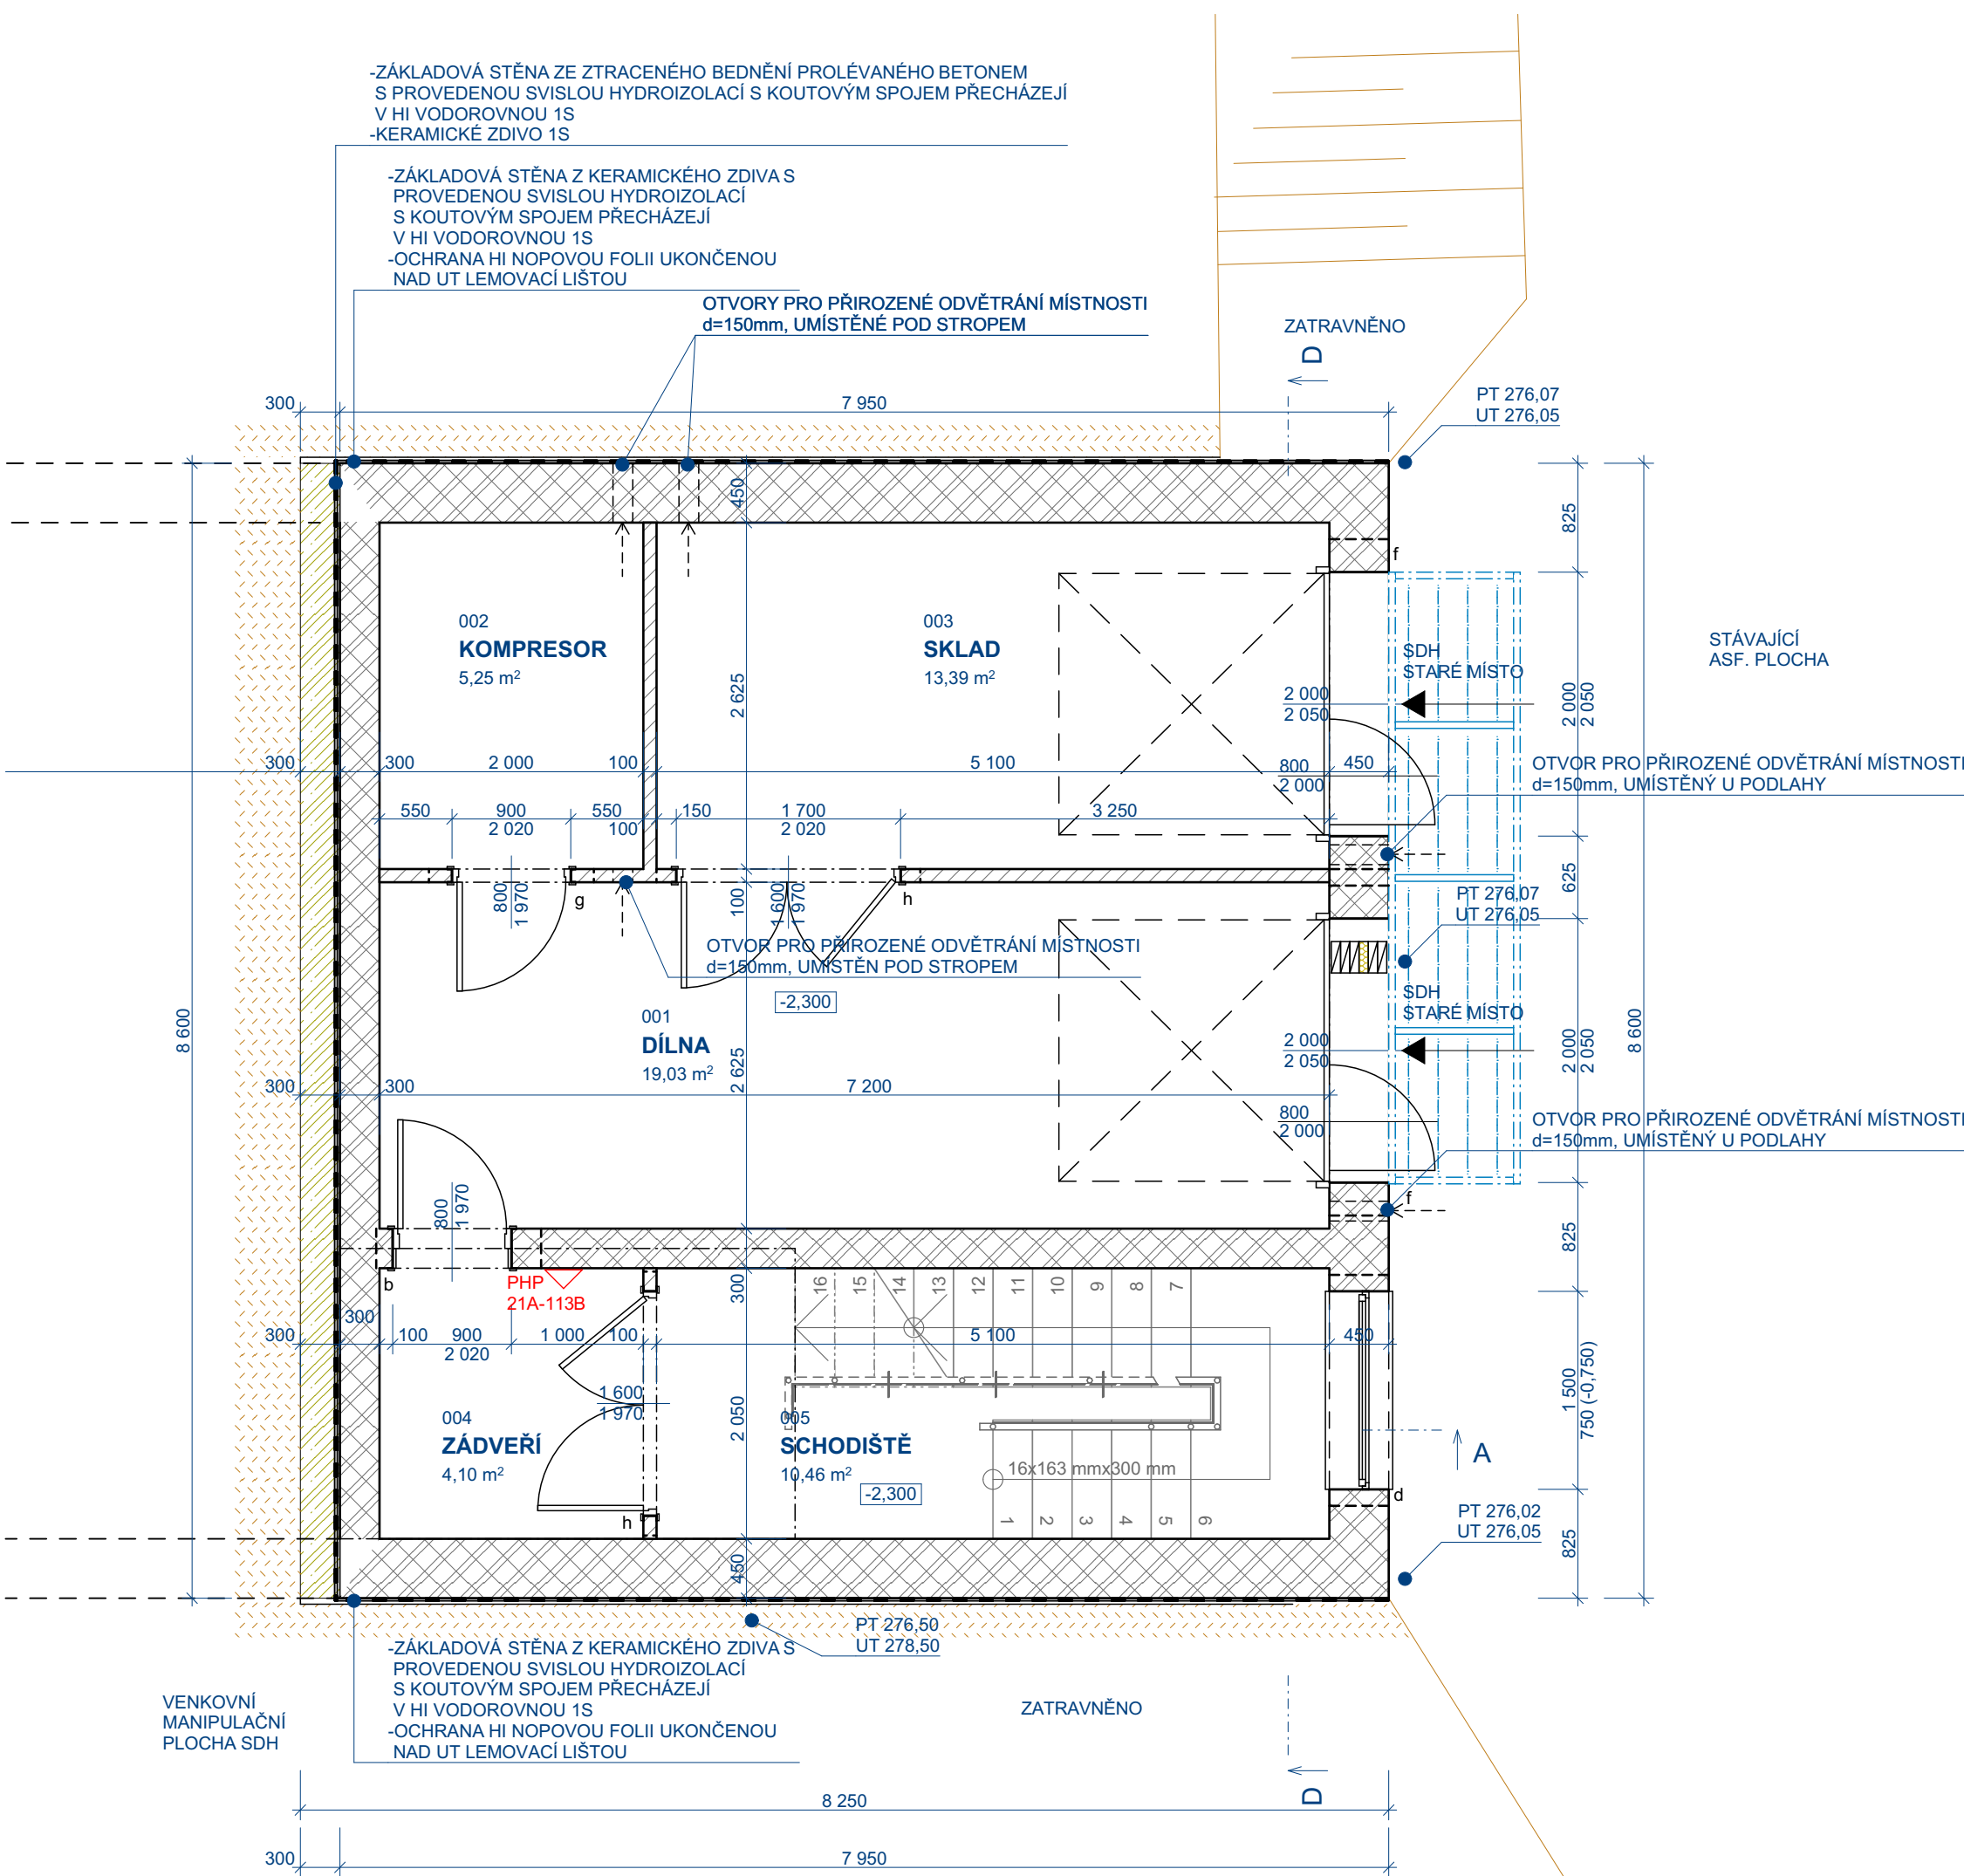 -ZÁKLADOVÁ STĚNA ZE ZTRACENÉHO BEDNĚNÍ PROLÉVANÉHO BETONEM
S PROVEDENOU SVISLOU HYDROIZOLACÍ S KOUTOVÝM SPOJEM PŘECHÁZEJÍ
V HI VODOROVNOU 1S
-KERAMICKÉ ZDIVO 1S
-ZÁKLADOVÁ STĚNA Z KERAMICKÉHO ZDIVA S
PROVEDENOU SVISLOU HYDROIZOLACÍ
S KOUTOVÝM SPOJEM PŘECHÁZEJÍ
V HI VODOROVNOU 1S
-OCHRANA HI NOPOVOU FOLII UKONČENOU
NAD UT LEMOVACÍ LIŠTOU
OTVORY PRO PŘIROZENÉ ODVĚTRÁNÍ MÍSTNOSTI
d=150mm, UMÍSTĚNÉ POD STROPEM
ZATRAVNĚNO
D
PT 276,07
UT 276,05
300
7 950
450
825
f
002
KOMPRESOR
5,25 m²
003
SKLAD
13,39 m²
STÁVAJÍCÍ
ASF. PLOCHA
SDH
STARÉ MÍSTO
2 625
2 000
2 050
2 000
2 050
300
300
2 000
100
5 100
800
2 000
450
OTVOR PRO PŘIROZENÉ ODVĚTRÁNÍ MÍSTNOSTI
d=150mm, UMÍSTĚNÝ U PODLAHY
550
900
2 020
550
100
150
1 700
2 020
3 250
625
800
1 970
g
100
1 600
1 970
h
PT 276,07
UT 276,05
OTVOR PRO PŘIROZENÉ ODVĚTRÁNÍ MÍSTNOSTI
d=150mm, UMÍSTĚN POD STROPEM
-2,300
8 600
001
DÍLNA
19,03 m²
SDH
STARÉ MÍSTO
2 625
2 000
2 050
2 000
2 050
8 600
300
300
7 200
800
2 000
OTVOR PRO PŘIROZENÉ ODVĚTRÁNÍ MÍSTNOSTI
d=150mm, UMÍSTĚNÝ U PODLAHY
800
1 970
f
825
b
PHP
21A-113B
300
16
15
14
13
12
11
10
9
8
7
300
300
100
900
2 020
1 000
100
5 100
450
1 600
1 970
2 050
1 500
750 (-0,750)
004
ZÁDVEŘÍ
4,10 m²
005
SCHODIŠTĚ
10,46 m²
16x163 mmx300 mm
-2,300
A
h
1
2
3
4
5
6
d
PT 276,02
UT 276,05
450
825
PT 276,50
UT 278,50
-ZÁKLADOVÁ STĚNA Z KERAMICKÉHO ZDIVA S
PROVEDENOU SVISLOU HYDROIZOLACÍ
S KOUTOVÝM SPOJEM PŘECHÁZEJÍ
V HI VODOROVNOU 1S
-OCHRANA HI NOPOVOU FOLII UKONČENOU
NAD UT LEMOVACÍ LIŠTOU
VENKOVNÍ
MANIPULAČNÍ
PLOCHA SDH
ZATRAVNĚNO
D
8 250
300
7 950